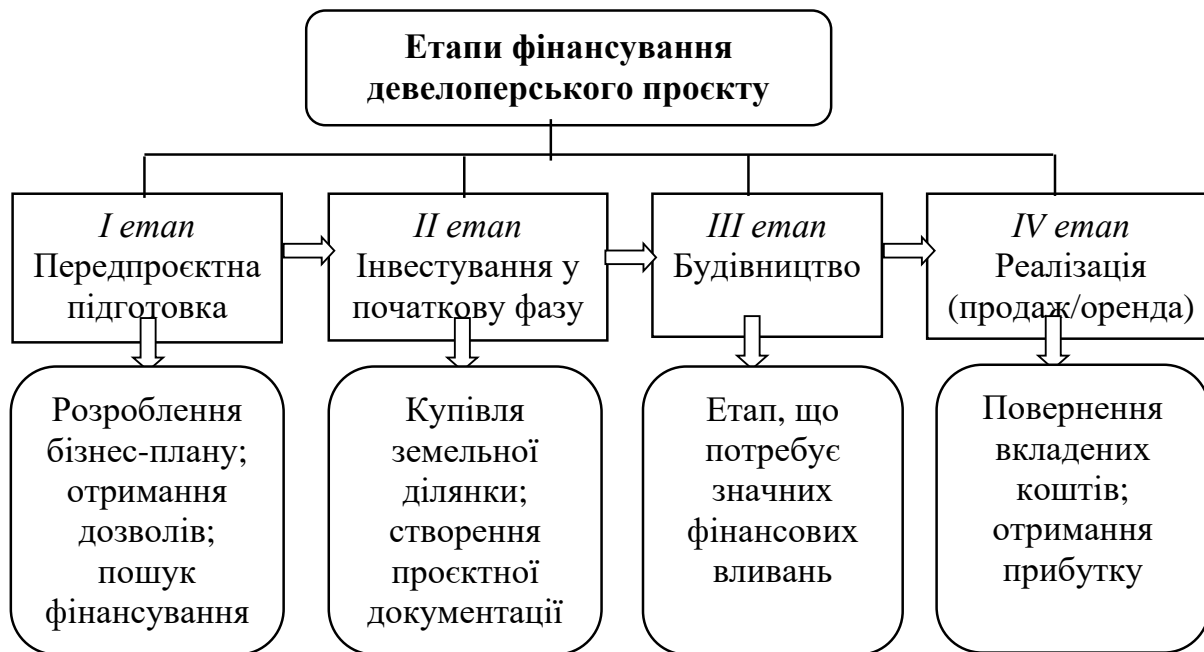 Етапи фінансування
девелоперського проєкту
I етап
Передпроєктна
підготовка
II етап
Інвестування у
початкову фазу
III етап
Будівництво
IV етап
Реалізація
(продаж/оренда)
Розроблення
бізнес-плану;
отримання
дозволів;
пошук
фінансування
Купівля
земельної
ділянки;
створення
проєктної
документації
Етап, що
потребує
значних
фінансових
вливань
Повернення
вкладених
коштів;
отримання
прибутку